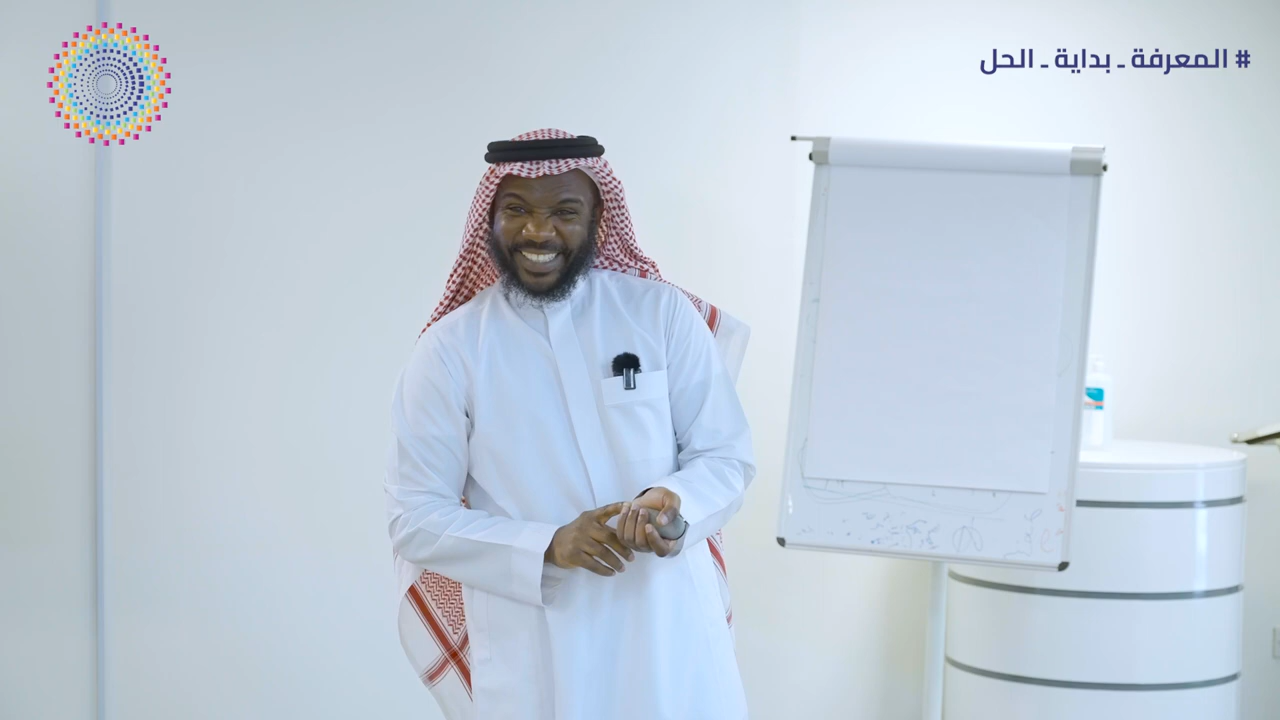 # المعرفة ـ بداية ـ الحل